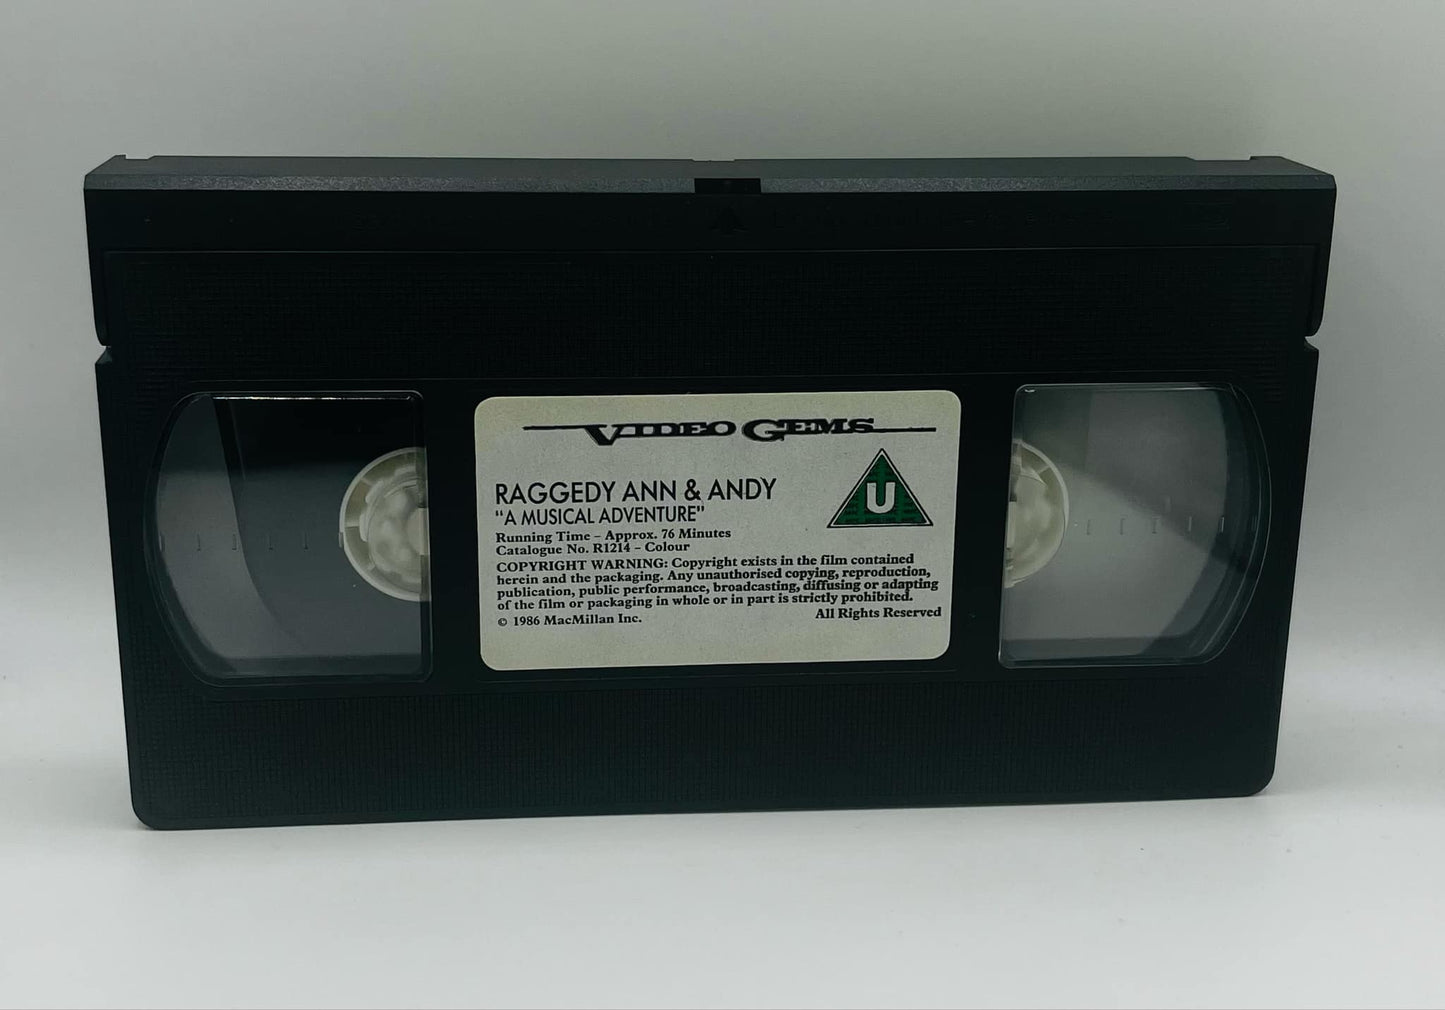 VIDEO GEMS
RAGGEDY ANN & ANDY
"A MUSICAL ADVENTURE"
U
Running Time – Approx. 76 Minutes
Catalogue No. R1214 – Colour
COPYRIGHT WARNING: Copyright exists in the film contained
herein and the packaging. Any unauthorised copying, reproduction,
publication, public performance, broadcasting, diffusing or adapting
of the film or packaging in whole or in part is strictly prohibited.
© 1986 MacMillan Inc. All Rights Reserved